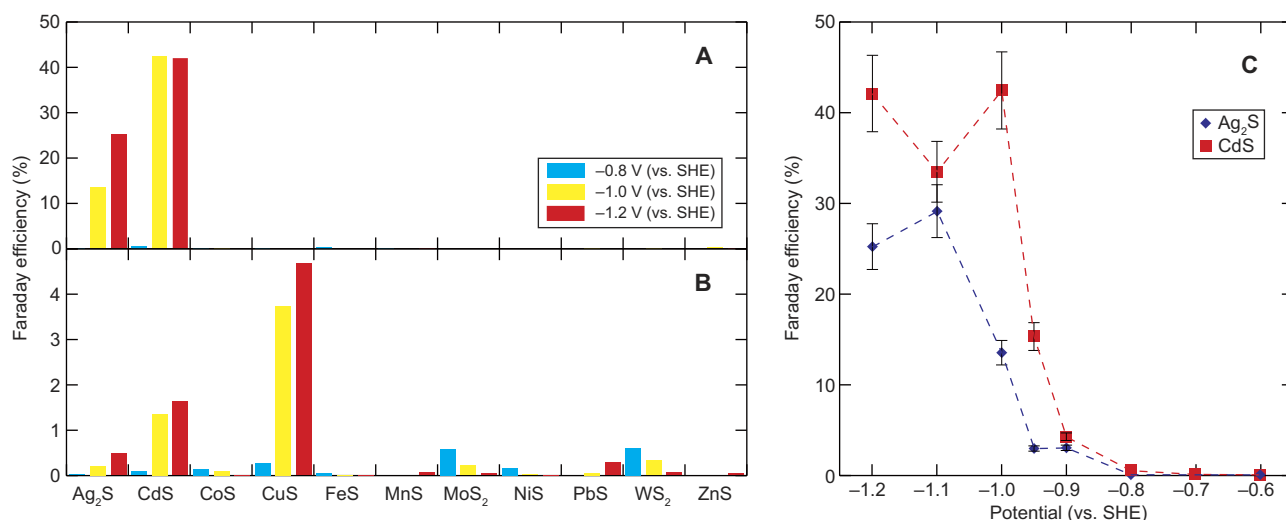 50
40
30
20
10
0
A
–0.8 V (vs. SHE)
–1.0 V (vs. SHE)
–1.2 V (vs. SHE)
Faraday efficiency (%)
4
3
2
1
0
B
Faraday efficiency (%)
Ag₂S CdS CoS CuS FeS MnS MoS₂ NiS PbS WS₂ ZnS
50
40
30
20
10
0
C
Ag₂S
CdS
Faraday efficiency (%)
–1.2 –1.1 –1.0 –0.9 –0.8 –0.7 –0.6
Potential (vs. SHE)